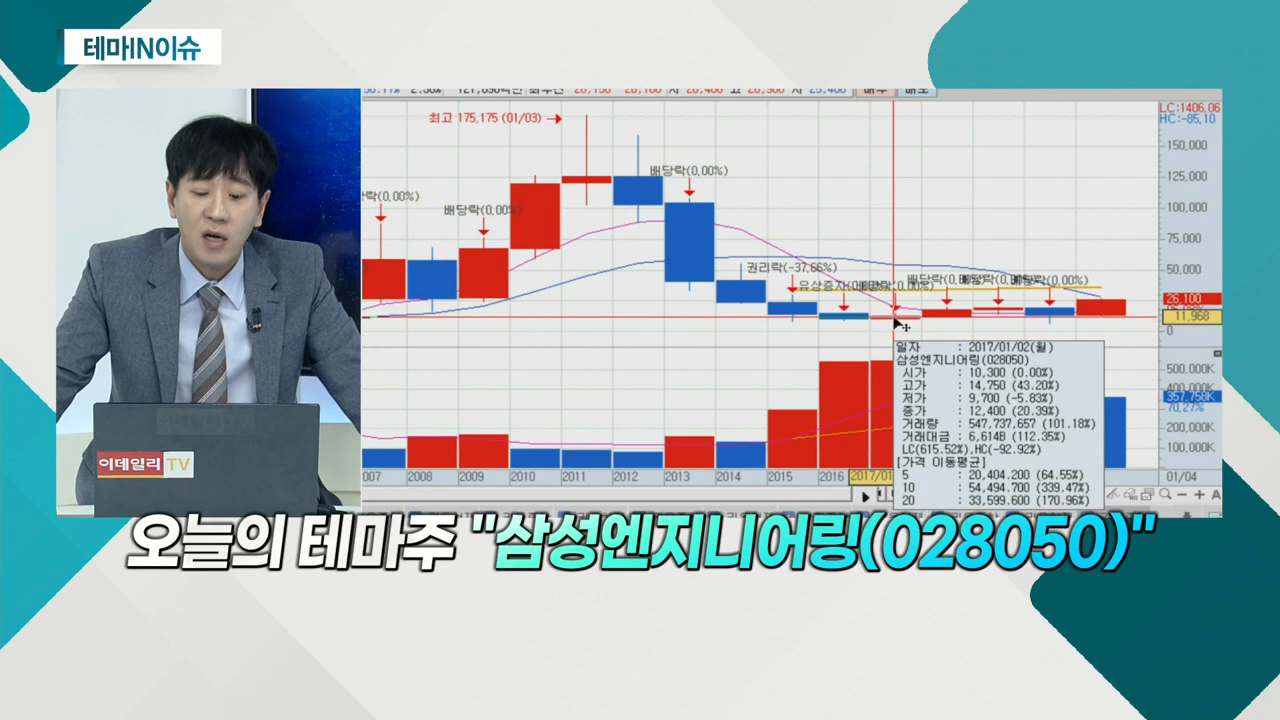 테마IN이슈
최고 175,175 (01/03)
LC:1406.06
HC:-85.10
150,000
배당락(0.00%)
125,000
배당락(0.00%)
100,000
75,000
권리락(-37.66%)
50,000
배당락(0.00%)
26,100
11,968
0
일자 : 2017/01/02(월)
삼성엔지니어링(028050)
시가 : 10,300 (0.00%)
고가 : 14,750 (43.20%)
저가 : 9,700 (-5.83%)
종가 : 12,400 (20.39%)
거래량 : 547,737,657 (101.18%)
거래대금 : 6,614B (112.35%)
LC(615.52%),HC(-92.92%)
[가격 이동평균]
5 : 20,404.200 (64.55%)
10 : 54,494.700 (339.47%)
20 : 33,599.600 (170.96%)
500,000K
400,000K
357,758K
70.27%
200,000K
100,000K
007 2008 2009 2010 2011 2012 2013 2014 2015 2016 2017/01 01/04
이데일리TV
오늘의 테마주 "삼성엔지니어링(028050)"